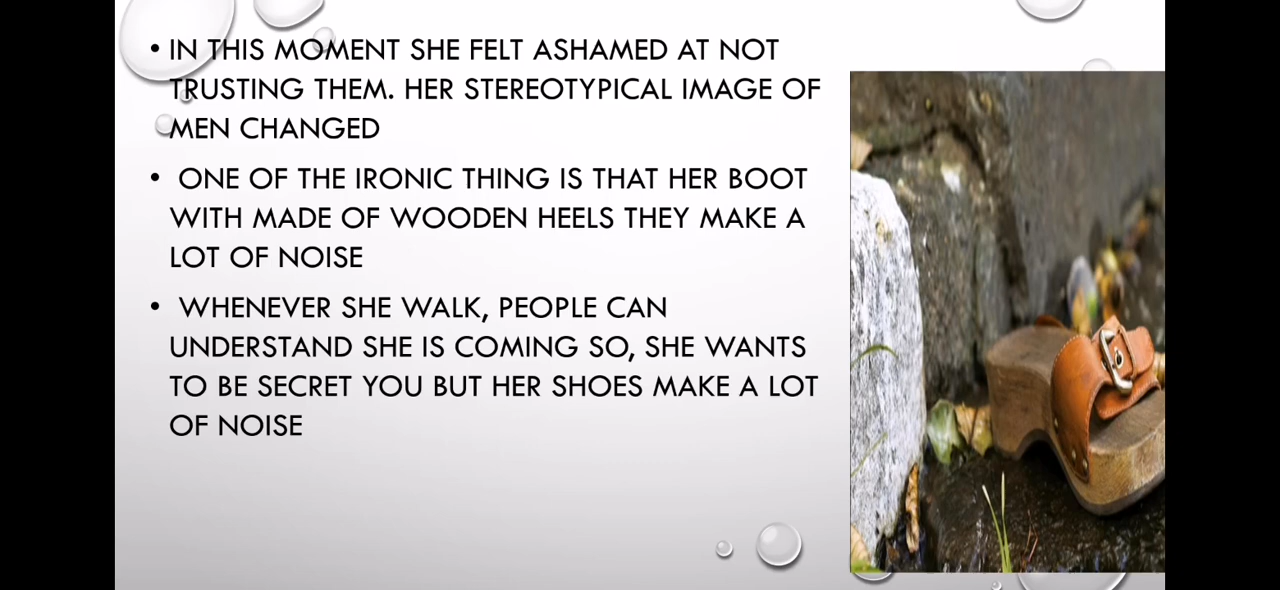 • IN THIS MOMENT SHE FELT ASHAMED AT NOT
TRUSTING THEM. HER STEREOTYPICAL IMAGE OF
MEN CHANGED
• ONE OF THE IRONIC THING IS THAT HER BOOT
WITH MADE OF WOODEN HEELS THEY MAKE A
LOT OF NOISE
• WHENEVER SHE WALK, PEOPLE CAN
UNDERSTAND SHE IS COMING SO, SHE WANTS
TO BE SECRET YOU BUT HER SHOES MAKE A LOT
OF NOISE